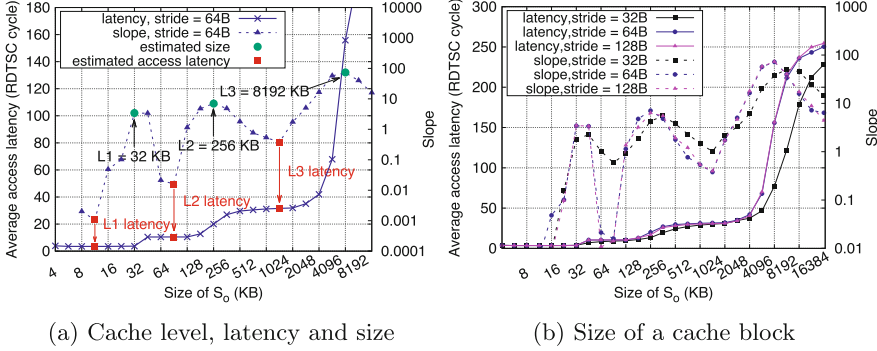 latency, stride = 64B
slope, stride = 64B
estimated size
estimated access latency
Average access latency (RDTSC cycle)
180
160
140
120
100
80
60
40
20
0
10000
1000
100
10
1
0.1
0.01
0.001
0.0001
Slope
L3 = 8192 KB
L1 = 32 KB
L2 = 256 KB
L1 latency
L2 latency
L3 latency
4
8
16
32
64
128
256
512
1024
2048
4096
8192
Size of So (KB)
(a) Cache level, latency and size
latency,stride = 32B
latency,stride = 64B
latency,stride = 128B
slope,stride = 32B
slope,stride = 64B
slope,stride = 128B
Average access latency (RDTSC cycle)
300
250
200
150
100
50
0
1000
100
10
1
0.1
0.01
Slope
8
16
32
64
128
256
512
1024
2048
4096
8192
16384
Size of So (KB)
(b) Size of a cache block